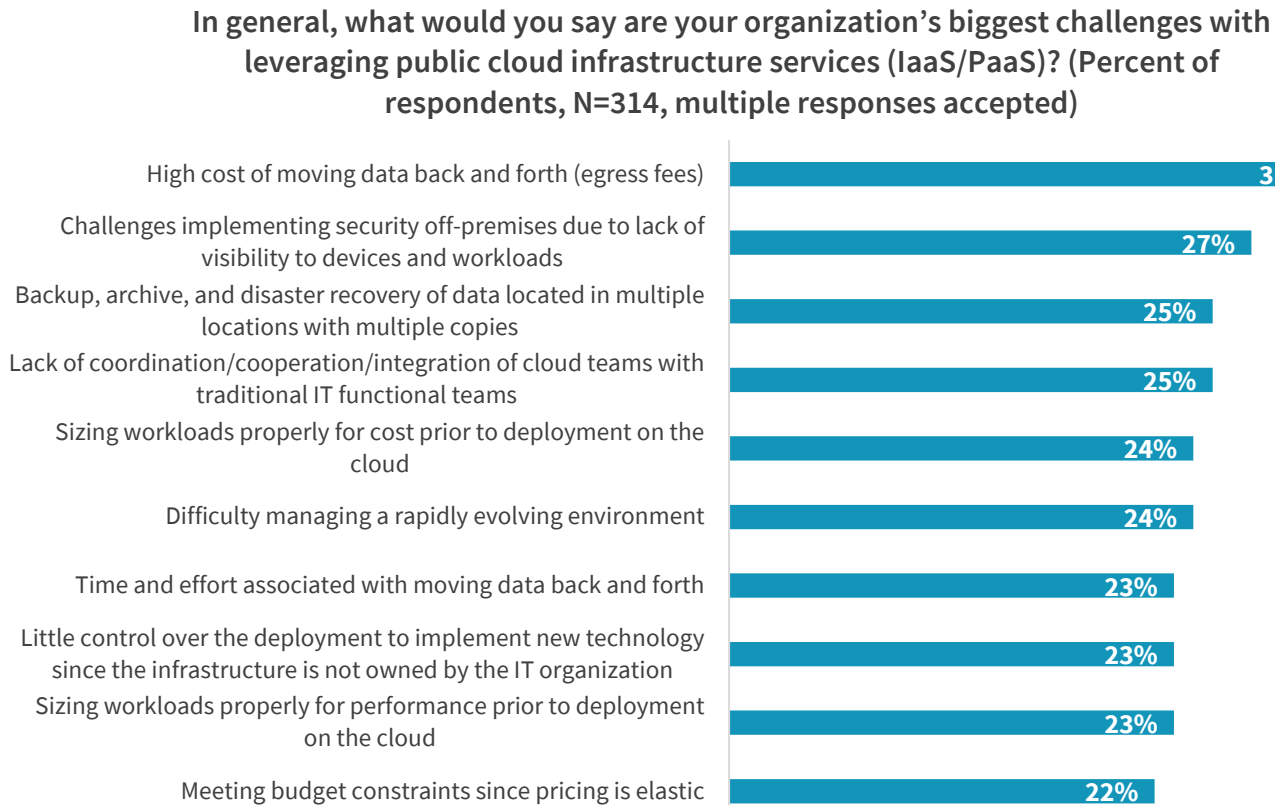 In general, what would you say are your organization’s biggest challenges with
leveraging public cloud infrastructure services (IaaS/PaaS)? (Percent of
respondents, N=314, multiple responses accepted)
High cost of moving data back and forth (egress fees)
Challenges implementing security off-premises due to lack of
visibility to devices and workloads
27%
Backup, archive, and disaster recovery of data located in multiple
locations with multiple copies
25%
Lack of coordination/cooperation/integration of cloud teams with
traditional IT functional teams
25%
Sizing workloads properly for cost prior to deployment on the
cloud
24%
Difficulty managing a rapidly evolving environment
24%
Time and effort associated with moving data back and forth
23%
Little control over the deployment to implement new technology
since the infrastructure is not owned by the IT organization
23%
Sizing workloads properly for performance prior to deployment
on the cloud
23%
Meeting budget constraints since pricing is elastic
22%